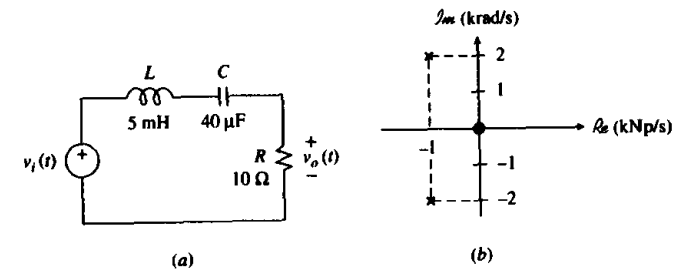 L
C
5 mH
40 μF
v_i(t)
+
R
10 Ω
+
v_o(t)
−
(a)
Im (krad/s)
2
1
Re (kNp/s)
−1
−1
−2
(b)